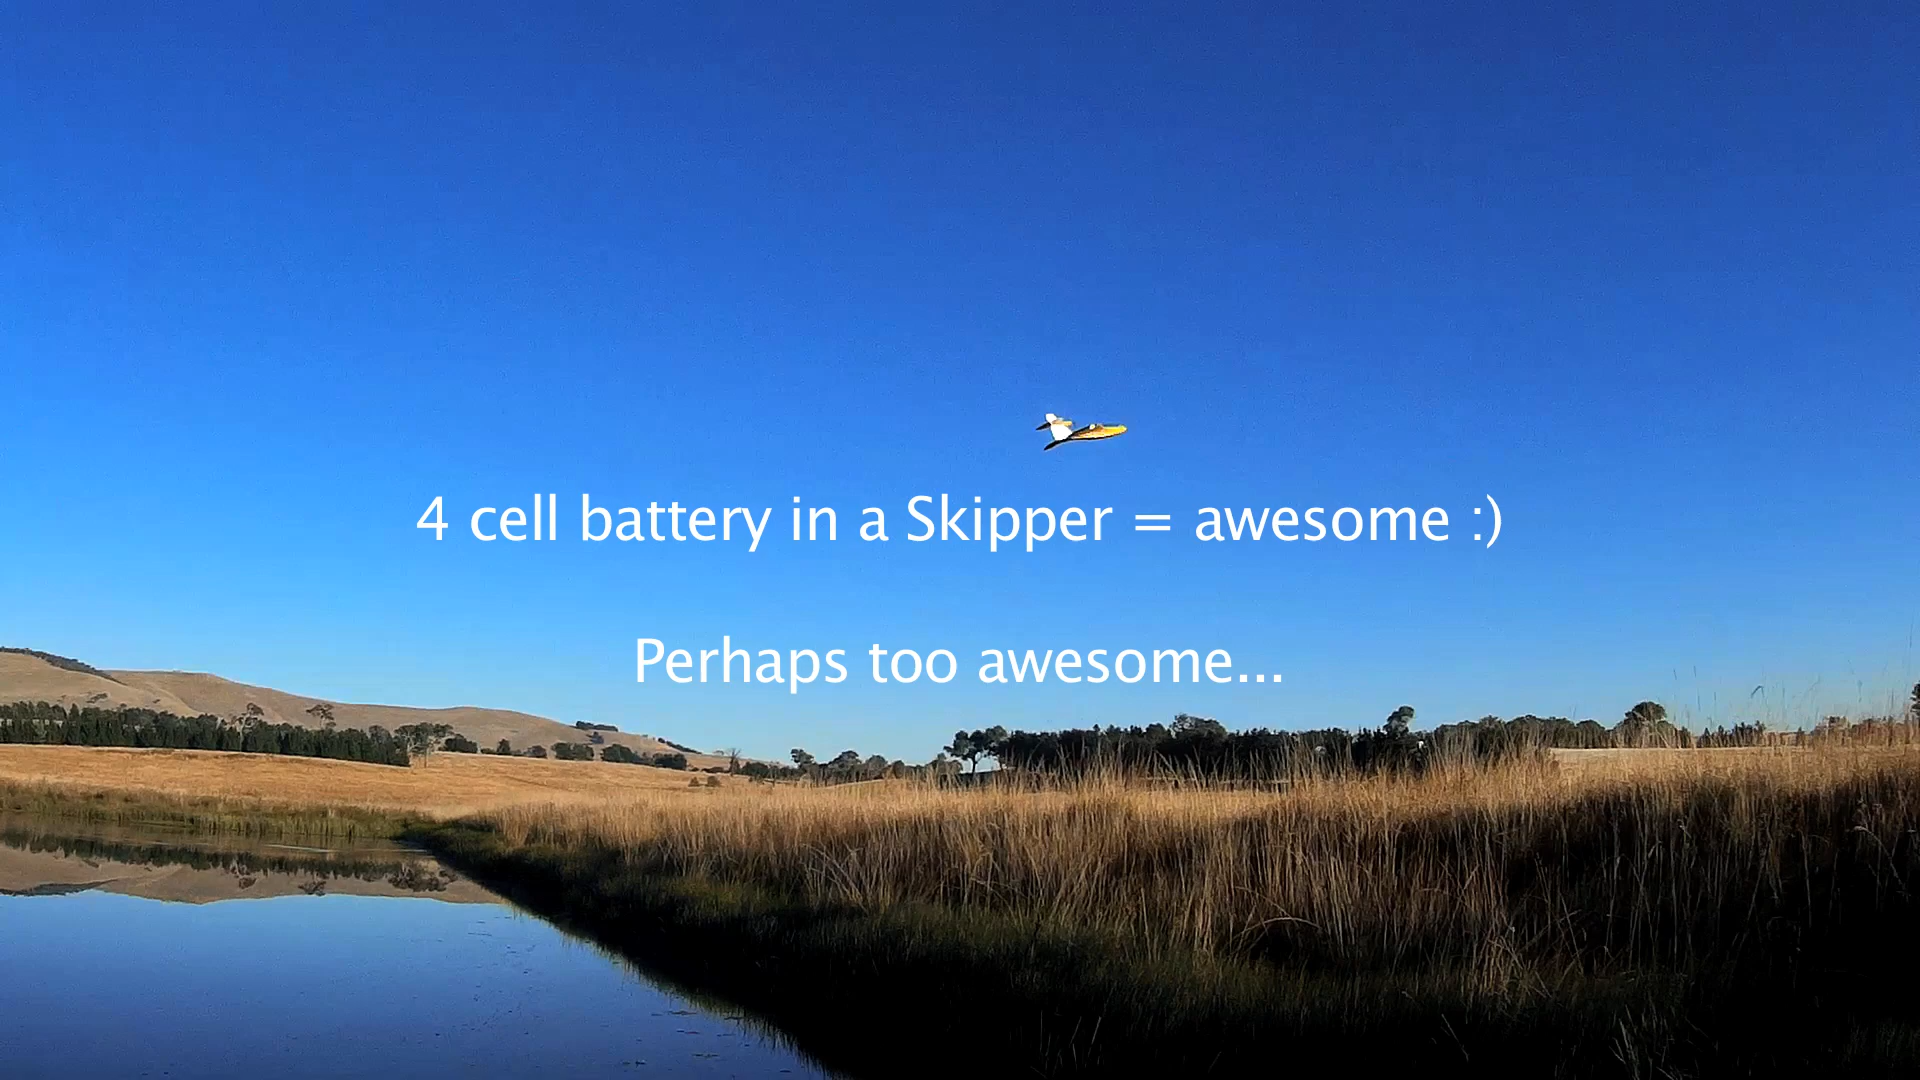 4 cell battery in a Skipper = awesome :)
Perhaps too awesome...